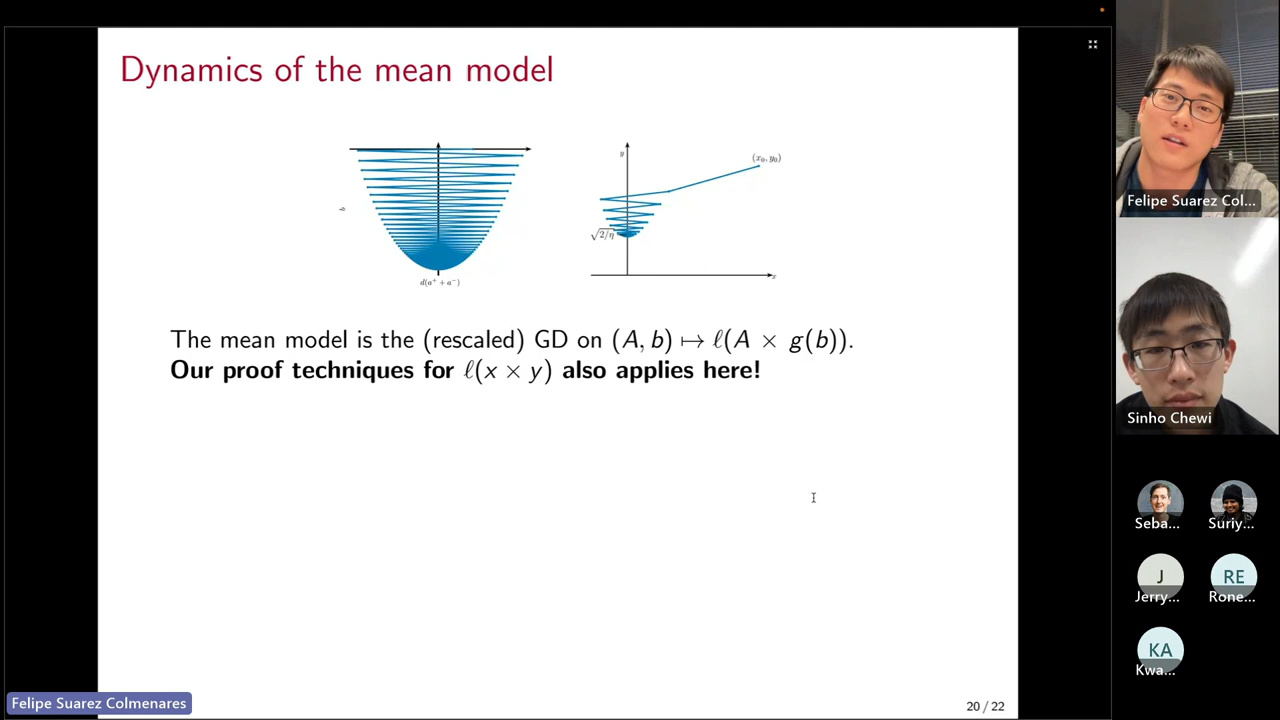 Dynamics of the mean model
y
(x₀, y₀)
√2/η
x
d(a⁺ + a⁻)
The mean model is the (rescaled) GD on (A, b) ↦ ℓ(A × g(b)).
Our proof techniques for ℓ(x × y) also applies here!
20 / 22
Felipe Suarez Colmenares
Felipe Suarez Col...
Sinho Chewi
Seba...
Suriy...
J
Jerry...
RE
Rone...
KA
Kwa...